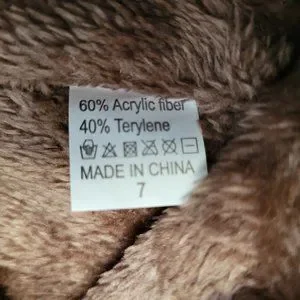 60% Acrylic fiber
40% Terylene
MADE IN CHINA
7